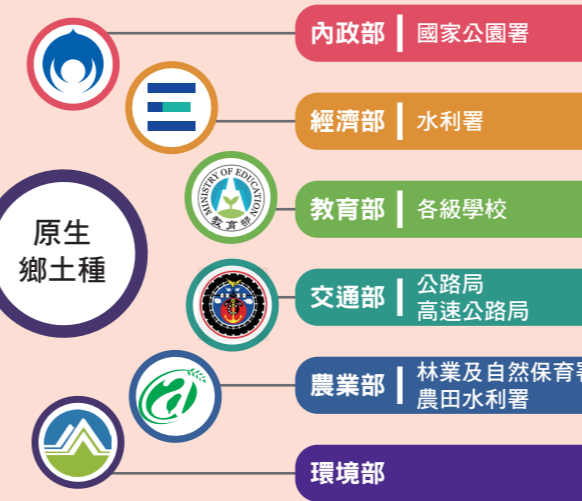 內政部 國家公園署
經濟部 水利署
MINISTRY OF EDUCATION
教育部
教育部 各級學校
原生
鄉土種
交通部 公路局
高速公路局
農業部 林業及自然保育署
農田水利署
環境部